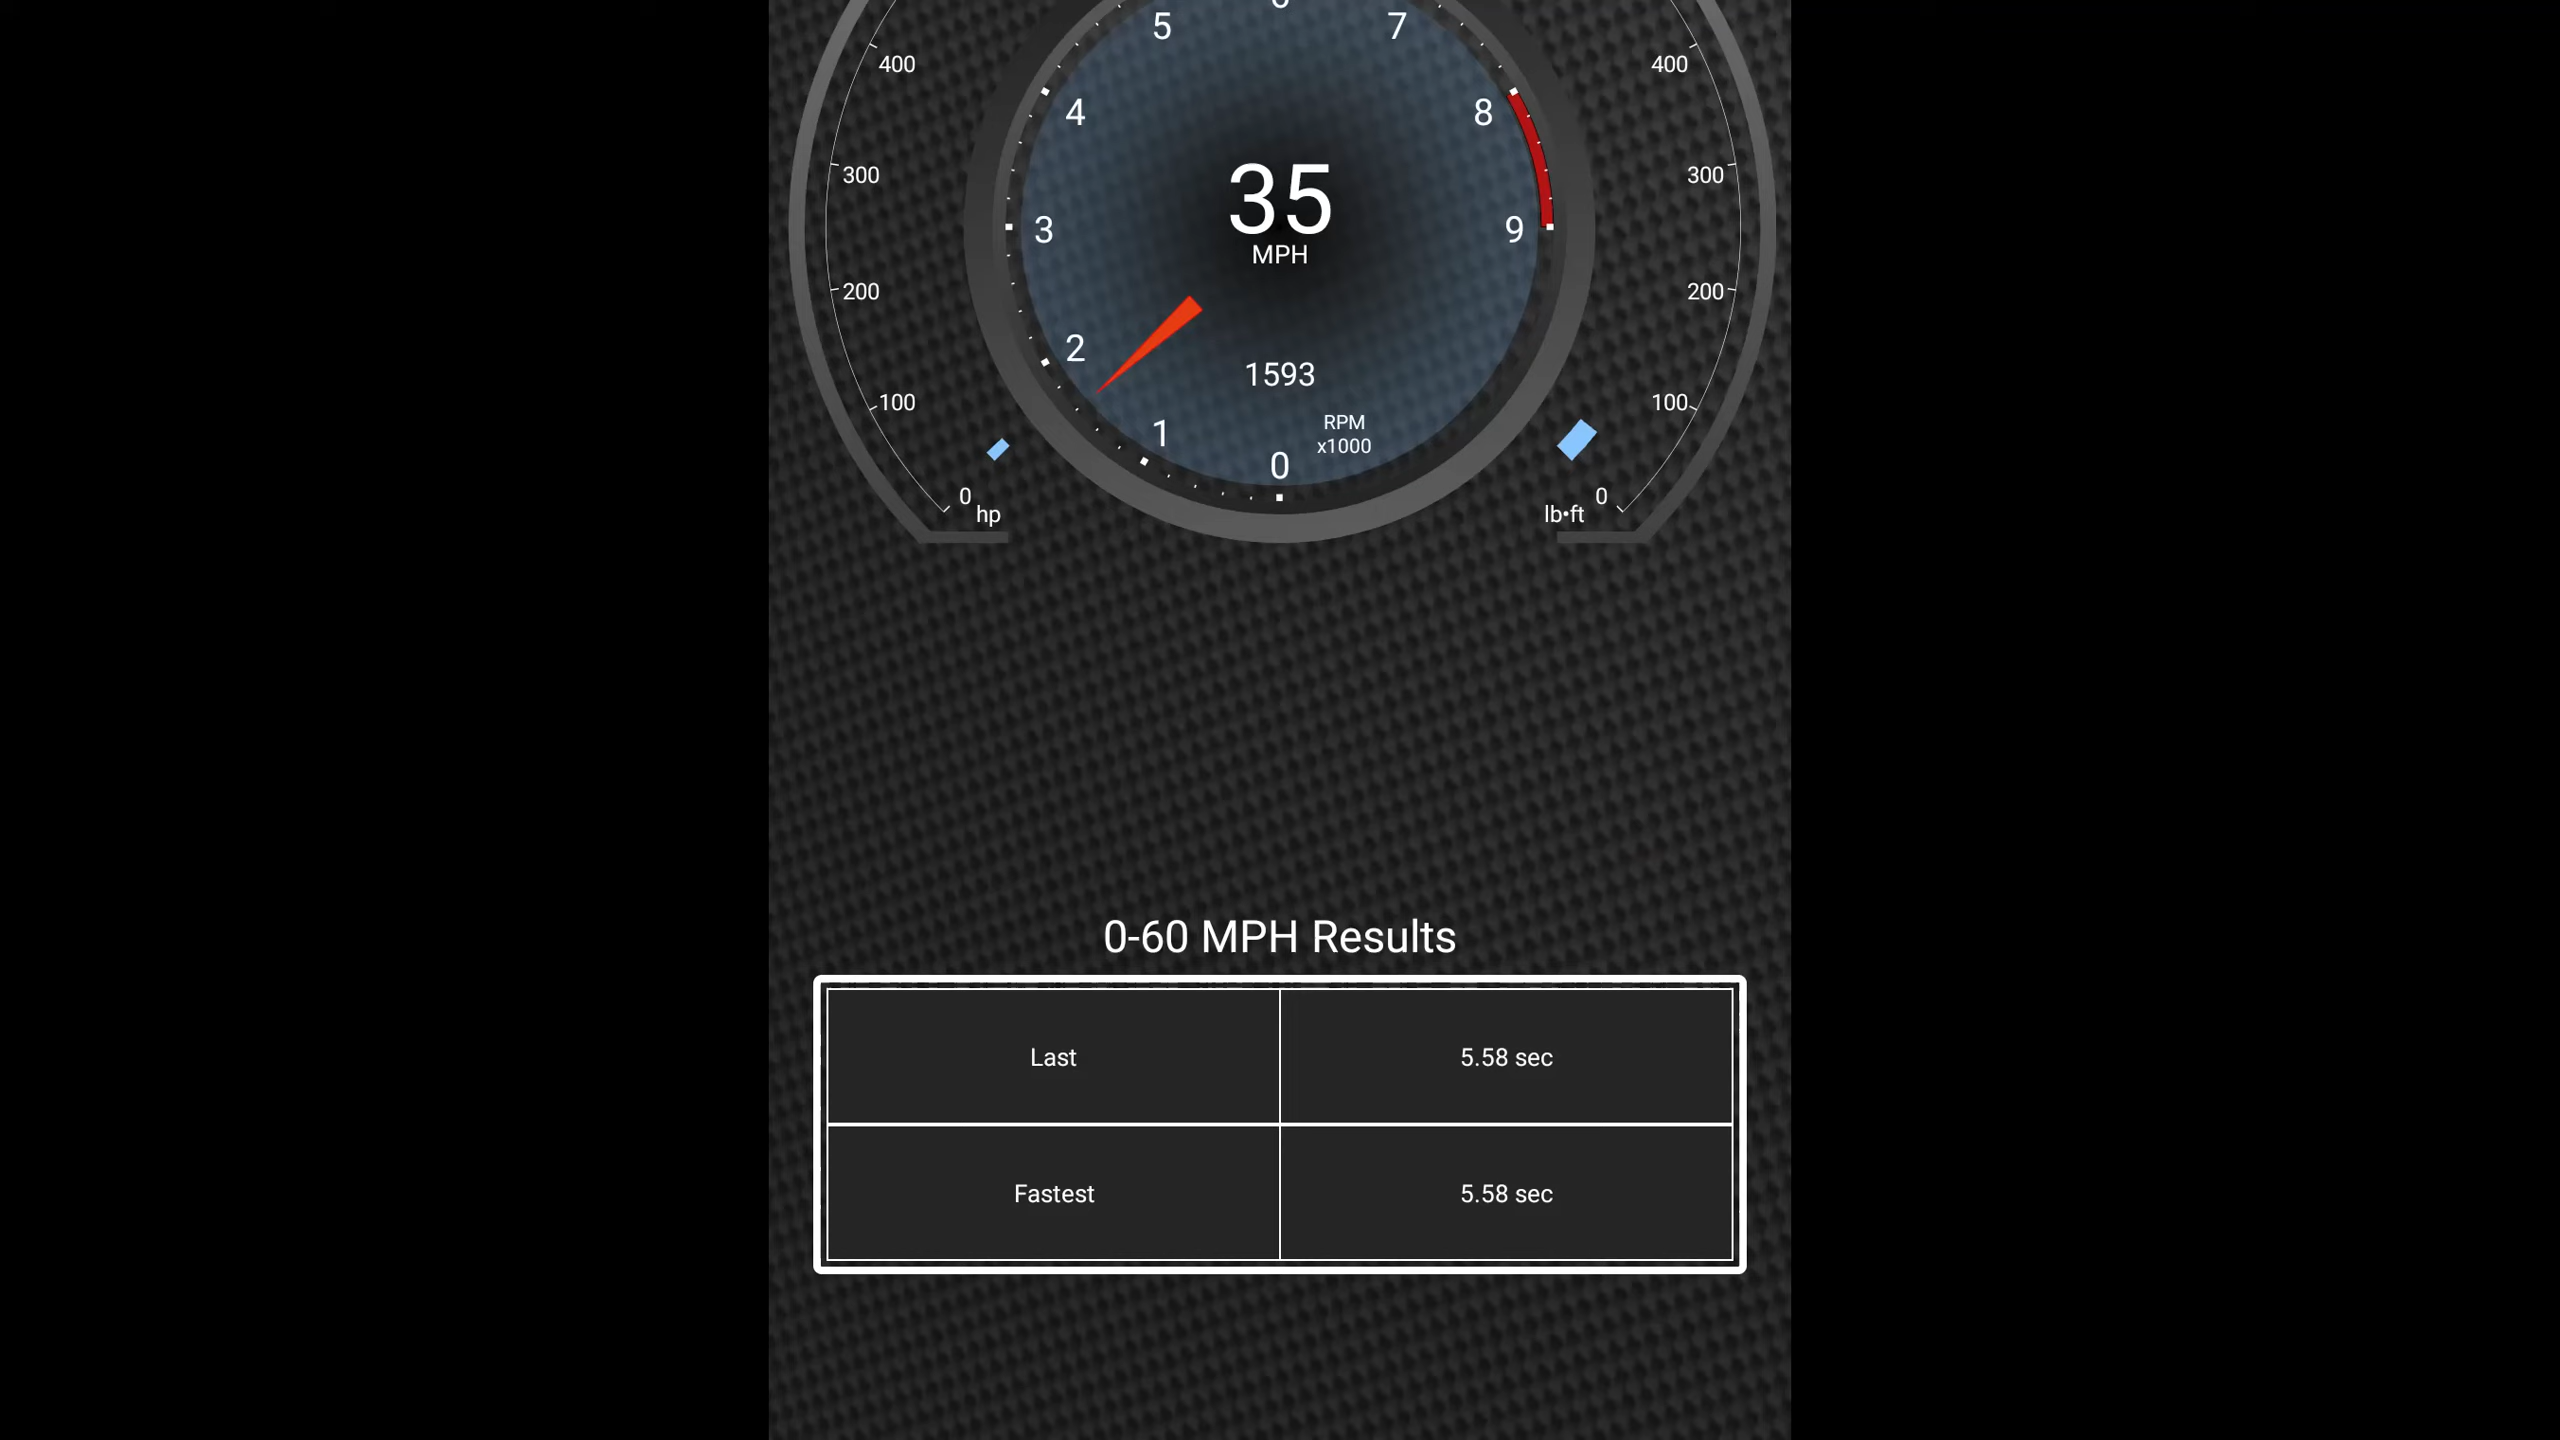 5 6 7
400 400
4 8
300 35 300
3 9
MPH
200 200
2
1593
100 RPM 100
1 x1000
0
0 0
hp lb•ft
0-60 MPH Results
Last 5.58 sec
Fastest 5.58 sec